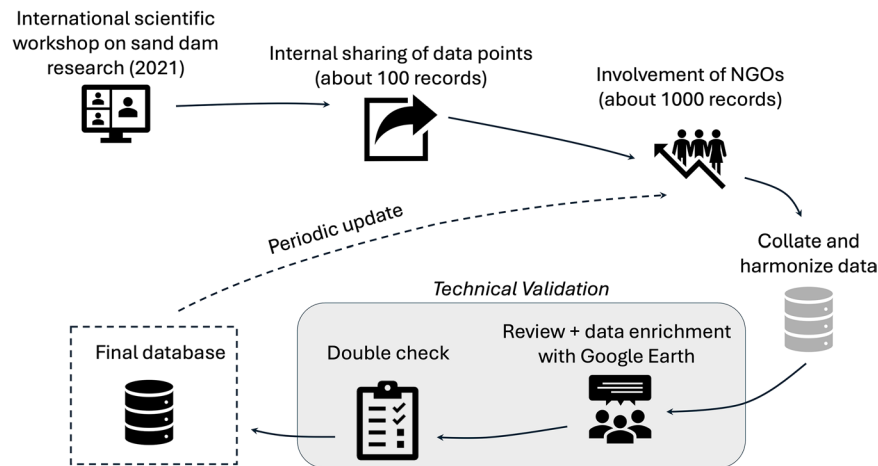 International scientific
workshop on sand dam
research (2021)
Internal sharing of data points
(about 100 records)
Involvement of NGOs
(about 1000 records)
Periodic update
Collate and
harmonize data
Technical Validation
Review + data enrichment
with Google Earth
Double check
Final database